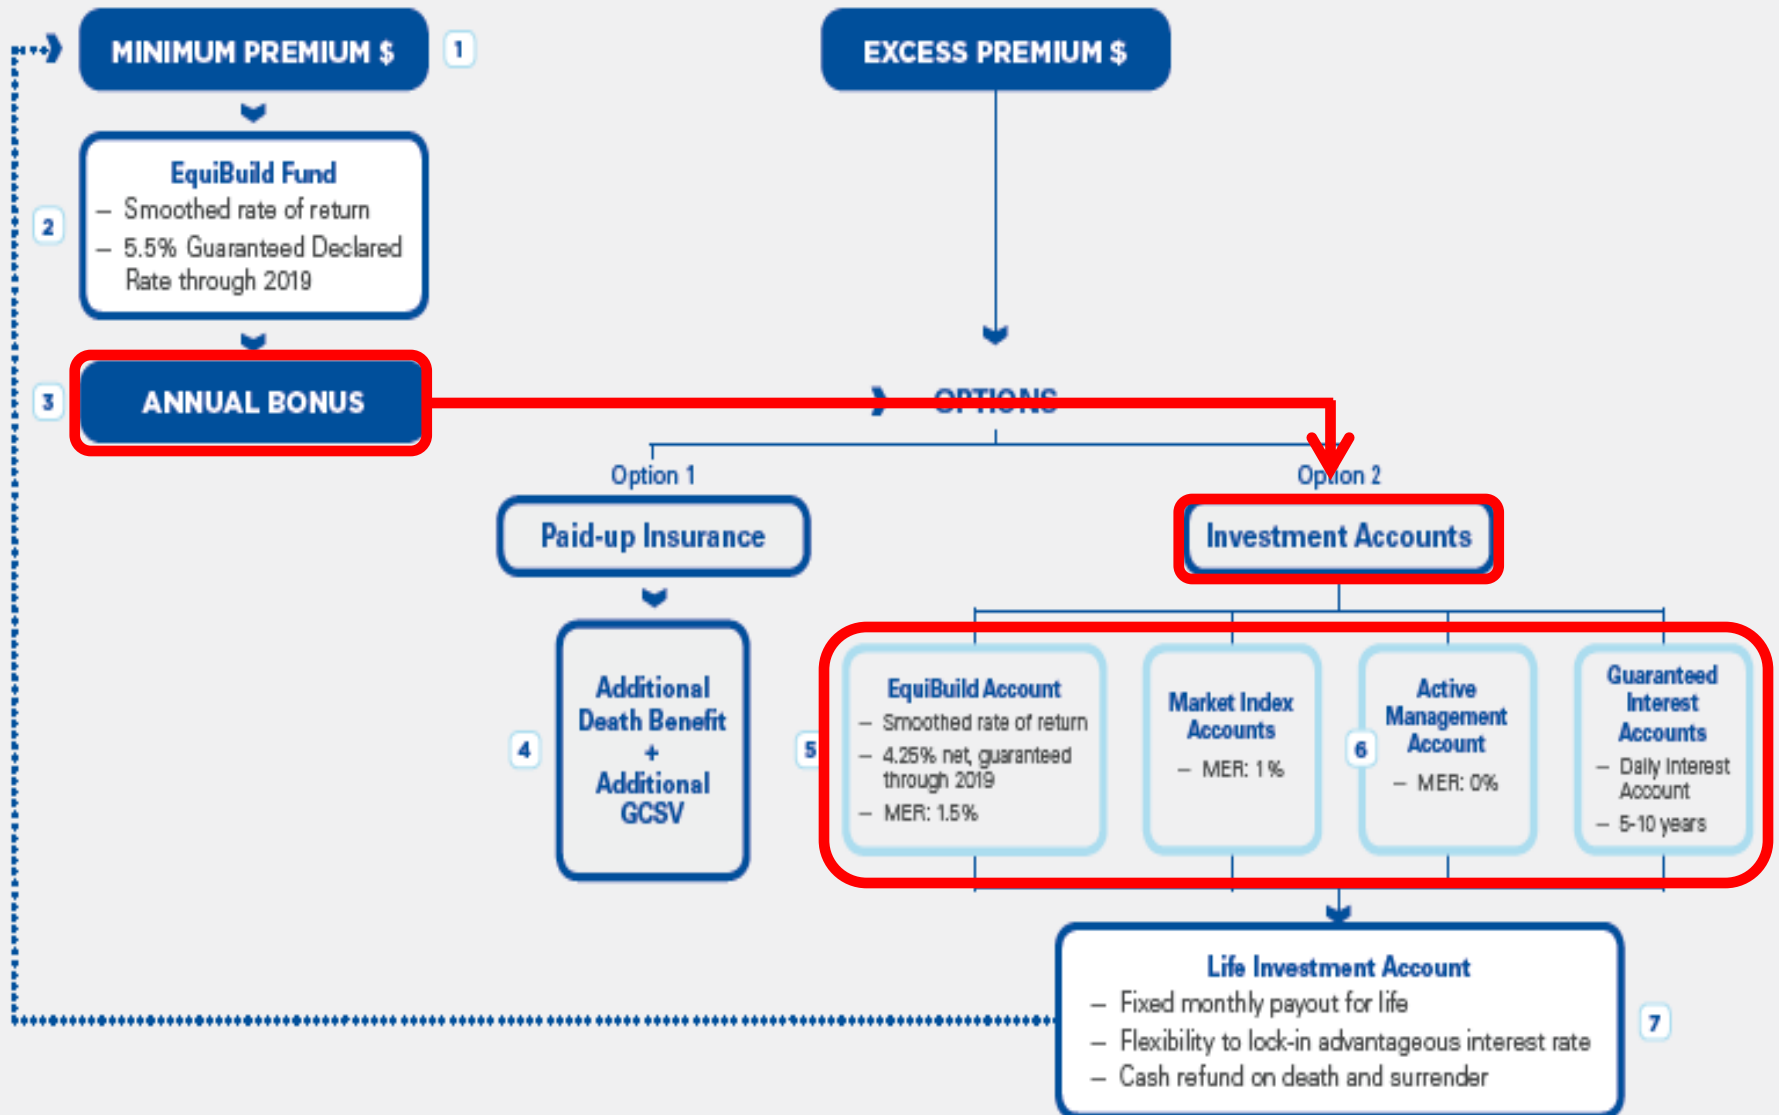 MINIMUM PREMIUM $
1
EXCESS PREMIUM $
EquiBuild Fund
– Smoothed rate of return
– 5.5% Guaranteed Declared
Rate through 2019
2
3
ANNUAL BONUS
OPTIONS
Option 1
Option 2
Paid-up Insurance
Investment Accounts
4
Additional
Death Benefit
+
Additional
GCSV
5
EquiBuild Account
– Smoothed rate of return
– 4.25% net, guaranteed
through 2019
– MER: 1.5%
Market Index
Accounts
– MER: 1%
6
Active
Management
Account
– MER: 0%
Guaranteed
Interest
Accounts
– Daily Interest
Account
– 5-10 years
Life Investment Account
– Fixed monthly payout for life
– Flexibility to lock-in advantageous interest rate
– Cash refund on death and surrender
7